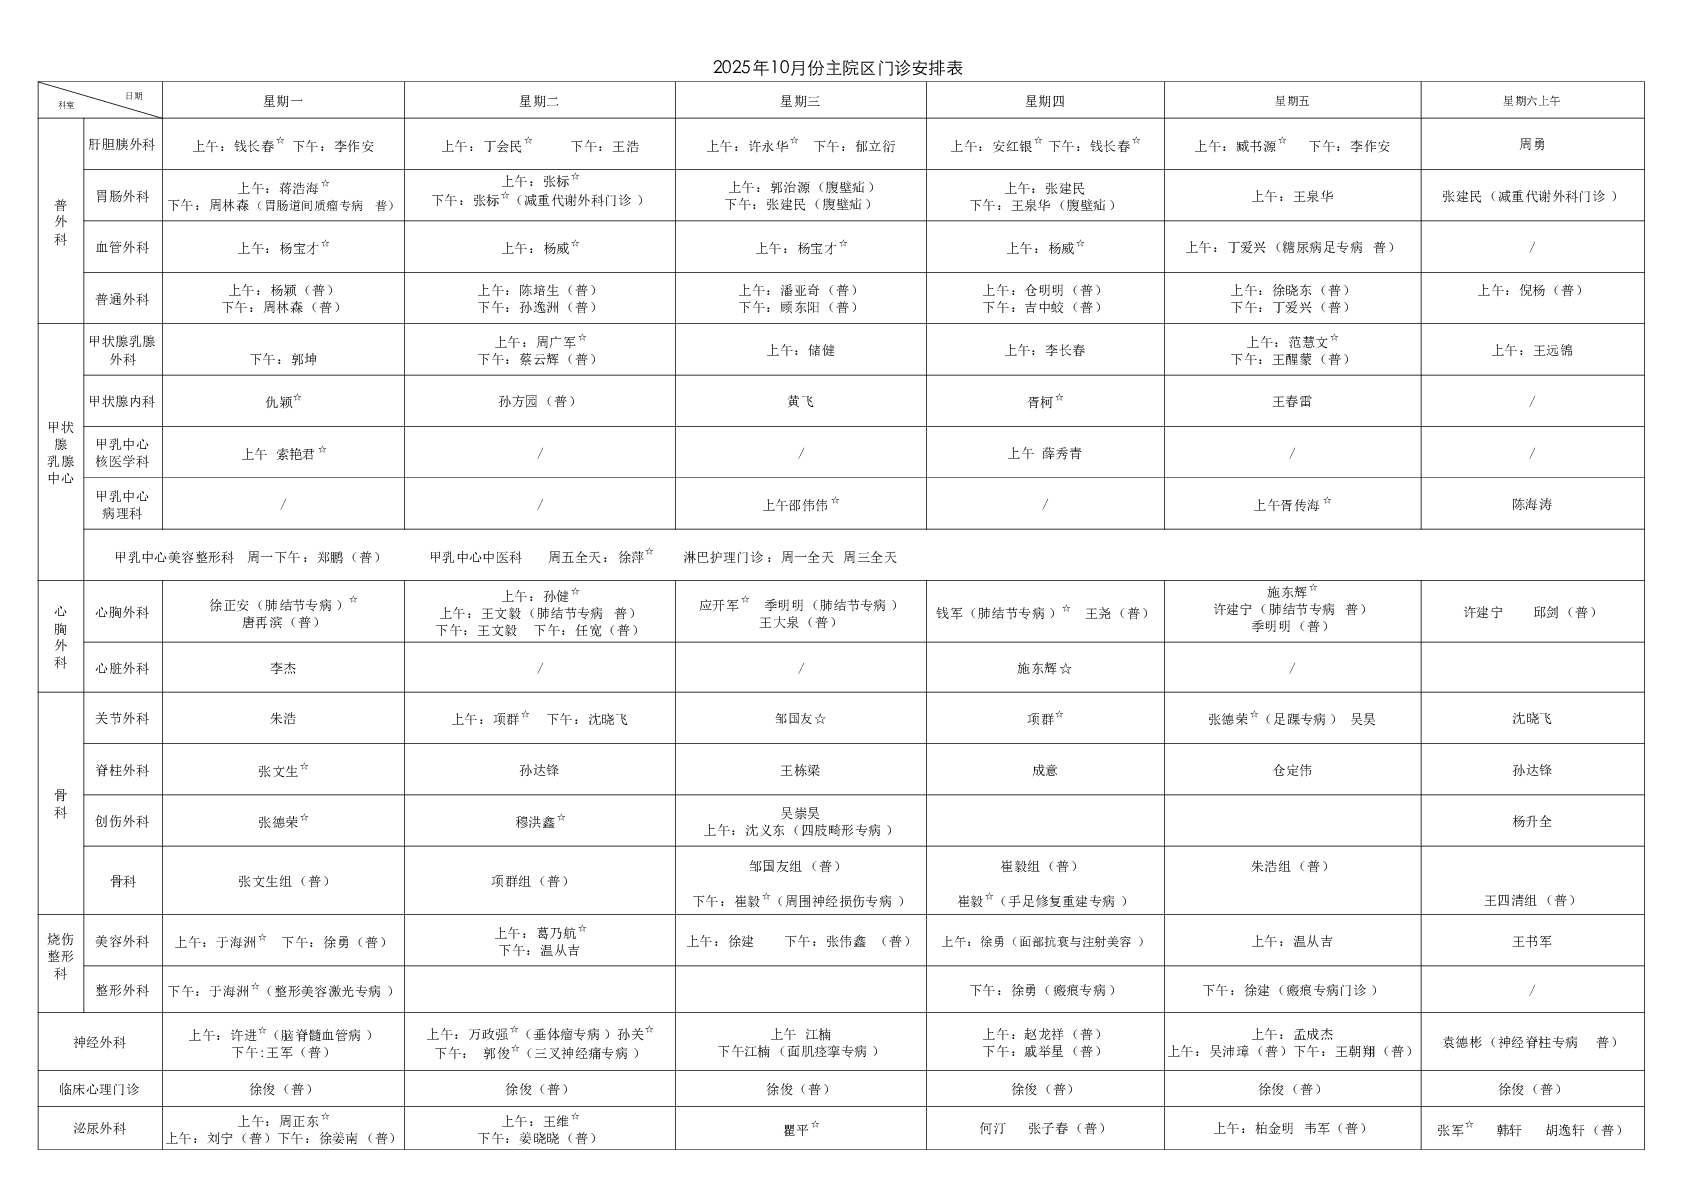 2025年10月份主院区门诊安排表
日期
科室
星期一 星期二 星期三 星期四 星期五 星期六上午
普外科
肝胆胰外科 上午：钱长春☆ 下午：李作安 上午：丁会民☆ 下午：王浩 上午：许永华☆ 下午：郁立衍 上午：安红银☆ 下午：钱长春☆ 上午：臧书源☆ 下午：李作安 周勇
胃肠外科
上午：蒋浩海☆
下午：周林森（胃肠道间质瘤专病 普）
上午：张标☆
下午：张标☆（减重代谢外科门诊）
上午：郭治源（腹壁疝）
下午：张建民（腹壁疝）
上午：张建民
下午：王泉华（腹壁疝）
上午：王泉华
张建民（减重代谢外科门诊）
血管外科 上午：杨宝才☆ 上午：杨威☆ 上午：杨宝才☆ 上午：杨威☆ 上午：丁爱兴（糖尿病足专病 普） /
普通外科
上午：杨颖（普）
下午：周林森（普）
上午：陈培生（普）
下午：孙逸洲（普）
上午：潘亚奇（普）
下午：顾东阳（普）
上午：仓明明（普）
下午：吉中蛟（普）
上午：徐晓东（普）
下午：丁爱兴（普）
上午：倪杨（普）
甲状
腺
乳腺
中心
甲状腺乳腺
外科
下午：郭坤
上午：周广军☆
下午：蔡云辉（普）
上午：储健
上午：李长春
上午：范慧文☆
下午：王醒蒙（普）
上午：王远锦
甲状腺内科 仇颖☆ 孙方园（普） 黄飞 胥柯☆ 王春雷 /
甲乳中心
核医学科
上午 索艳君☆ / / 上午 薛秀青 / /
甲乳中心
病理科
/ / 上午邵伟伟☆ / 上午胥传海☆ 陈海涛
甲乳中心美容整形科 周一下午：郑鹏（普） 甲乳中心中医科 周五全天：徐萍☆ 淋巴护理门诊：周一全天 周三全天
心
胸
外
科
心胸外科
徐正安（肺结节专病）☆
唐再滨（普）
上午：孙健☆
上午：王文毅（肺结节专病 普）
下午：王文毅 下午：任宽（普）
应开军☆ 季明明（肺结节专病）
王大泉（普）
钱军（肺结节专病）☆ 王尧（普）
施东辉☆
许建宁（肺结节专病 普）
季明明（普）
许建宁 邱剑（普）
心脏外科 李杰 / / 施东辉☆ /
骨
科
关节外科 朱浩 上午：项群☆ 下午：沈晓飞 邹国友☆ 项群☆ 张德荣☆（足踝专病） 吴昊 沈晓飞
脊柱外科 张文生☆ 孙达锋 王栋梁 成意 仓定伟 孙达锋
创伤外科 张德荣☆ 穆洪鑫☆
吴崇昊
上午：沈义东（四肢畸形专病）
杨升全
骨科 张文生组（普） 项群组（普）
邹国友组（普）
下午：崔毅☆（周围神经损伤专病）
崔毅组（普）
崔毅☆（手足修复重建专病）
朱浩组（普）
王四清组（普）
烧伤
整形
科
美容外科 上午：于海洲☆ 下午：徐勇（普）
上午：葛乃航☆
下午：温从吉
上午：徐建 下午：张伟鑫（普） 上午：徐勇（面部抗衰与注射美容） 上午：温从吉 王书军
整形外科 下午：于海洲☆（整形美容激光专病） 下午：徐勇（瘢痕专病） 下午：徐建（瘢痕专病门诊） /
神经外科
上午：许进☆（脑脊髓血管病）
下午:王军（普）
上午：万政强☆（垂体瘤专病）孙关☆
下午： 郭俊☆（三叉神经痛专病）
上午 江楠
下午江楠（面肌痉挛专病）
上午：赵龙祥（普）
下午：戚举星（普）
上午：孟成杰
上午：吴沛璋（普）下午：王朝翔（普）
袁德彬（神经脊柱专病 普）
临床心理门诊 徐俊（普） 徐俊（普） 徐俊（普） 徐俊（普） 徐俊（普） 徐俊（普）
泌尿外科
上午：周正东☆
上午：刘宁（普）下午：徐姜南（普）
上午：王维☆
下午：姜晓晓（普）
瞿平☆
何汀 张子春（普）
上午：柏金明 韦军（普）
张军☆ 韩轩 胡逸轩（普）